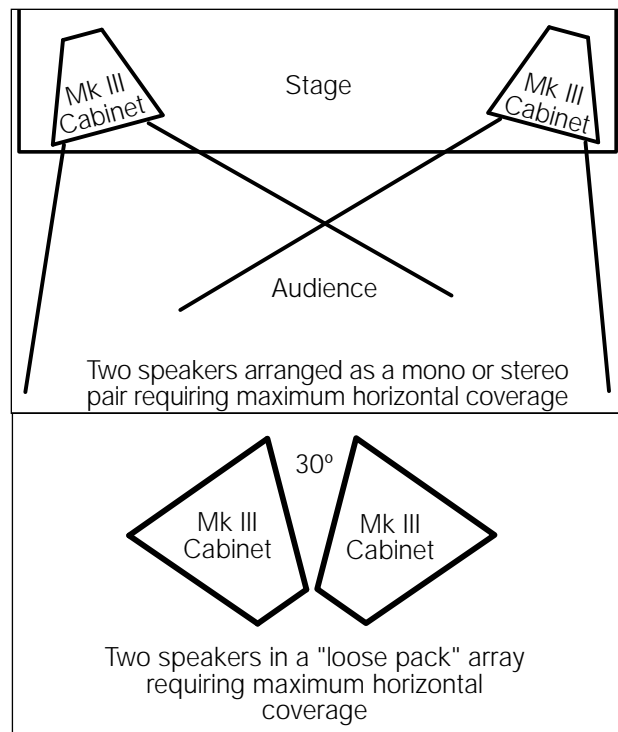 Mk III
Cabinet
Stage
Mk III
Cabinet
Audience
Two speakers arranged as a mono or stereo
pair requiring maximum horizontal coverage
30º
Mk III
Cabinet
Mk III
Cabinet
Two speakers in a "loose pack" array
requiring maximum horizontal
coverage